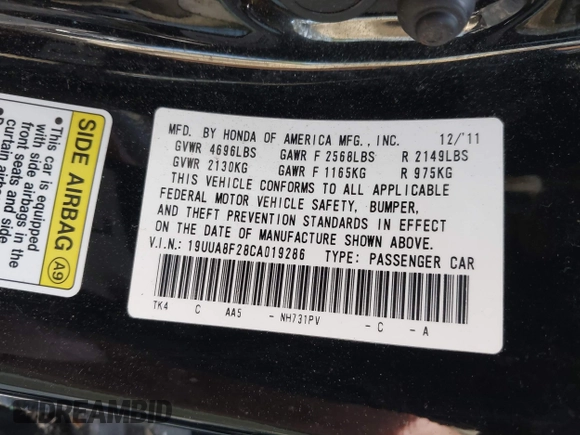 MFD. BY HONDA OF AMERICA MFG., INC. 12/'11
GVWR 4696LBS GAWR F 2568LBS R 2149LBS
GVWR 2130KG GAWR F 1165KG R 975KG
THIS VEHICLE CONFORMS TO ALL APPLICABLE
FEDERAL MOTOR VEHICLE SAFETY, BUMPER,
AND THEFT PREVENTION STANDARDS IN EFFECT
ON THE DATE OF MANUFACTURE SHOWN ABOVE.
V.I.N.: 19UUA8F28CA019286 TYPE: PASSENGER CAR
TK4 C AA5 - NH731PV - C - A
SIDE AIRBAG A9
• This car is equipped
with side airbags in the
front seats and
curtain
side
DREAMBID